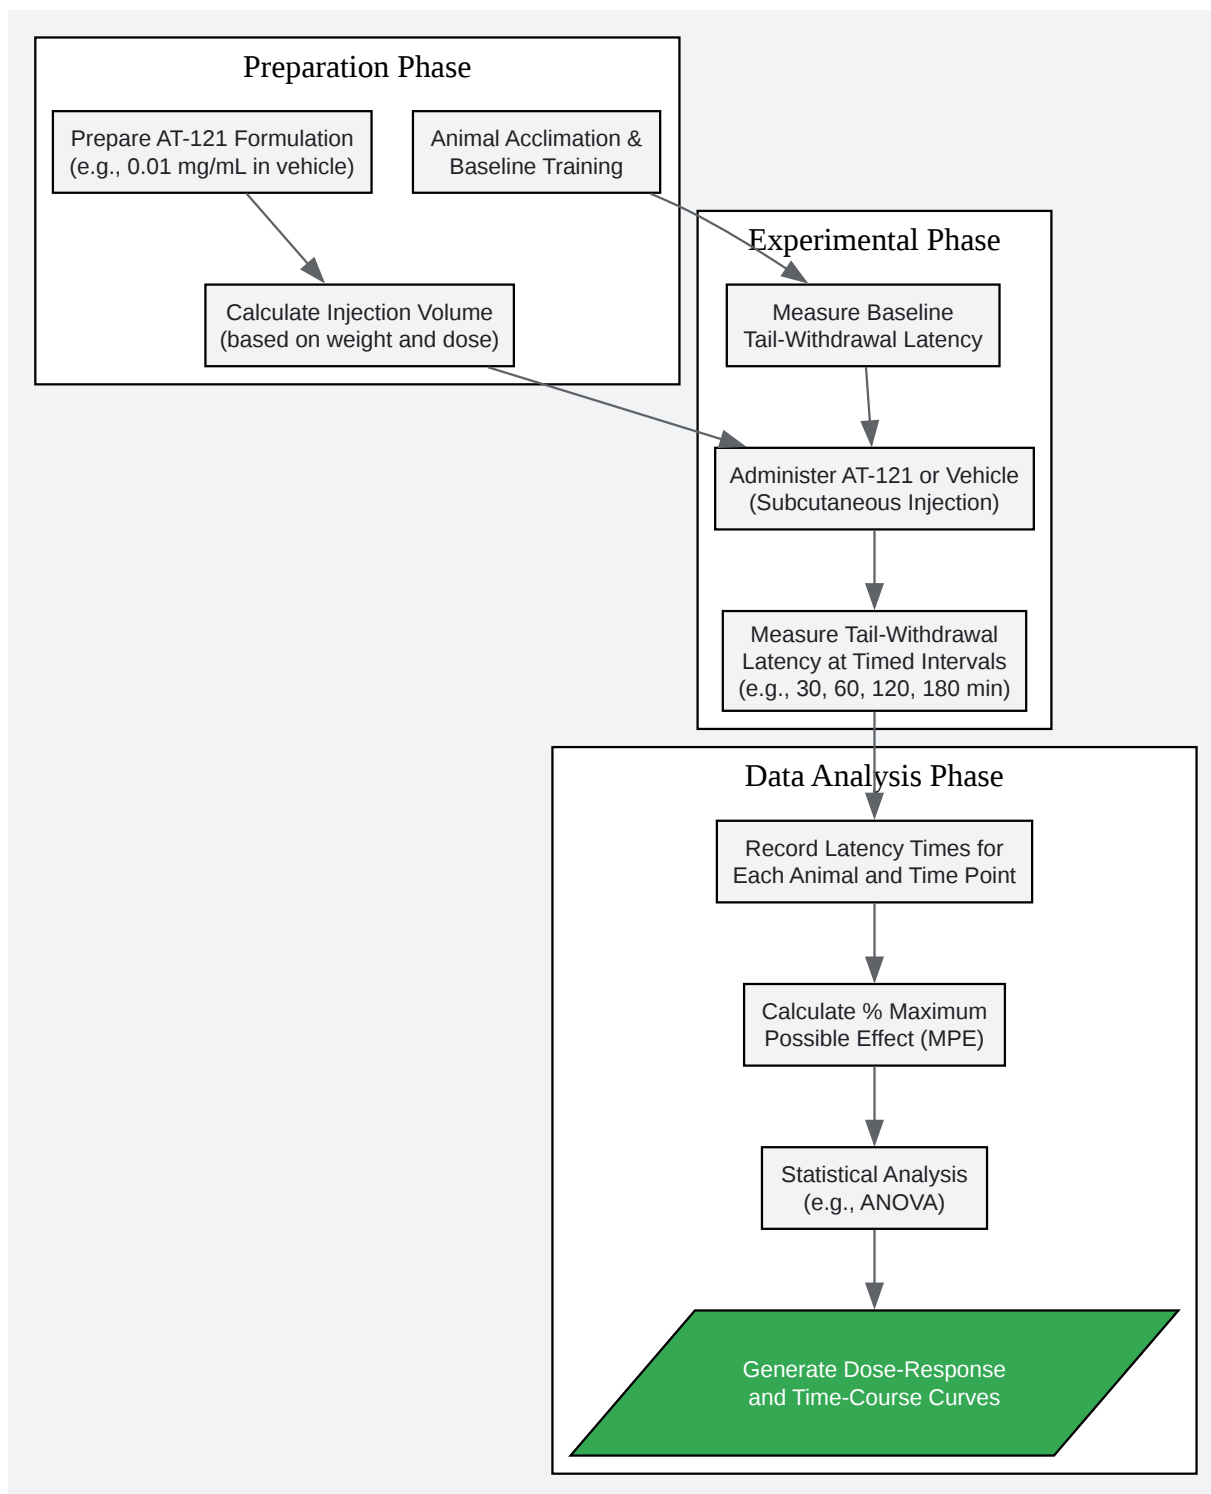 Preparation Phase
Prepare AT-121 Formulation
(e.g., 0.01 mg/mL in vehicle)
Animal Acclimation &
Baseline Training
Calculate Injection Volume
(based on weight and dose)
Experimental Phase
Measure Baseline
Tail-Withdrawal Latency
Administer AT-121 or Vehicle
(Subcutaneous Injection)
Measure Tail-Withdrawal
Latency at Timed Intervals
(e.g., 30, 60, 120, 180 min)
Data Analysis Phase
Record Latency Times for
Each Animal and Time Point
Calculate % Maximum
Possible Effect (MPE)
Statistical Analysis
(e.g., ANOVA)
Generate Dose-Response
and Time-Course Curves